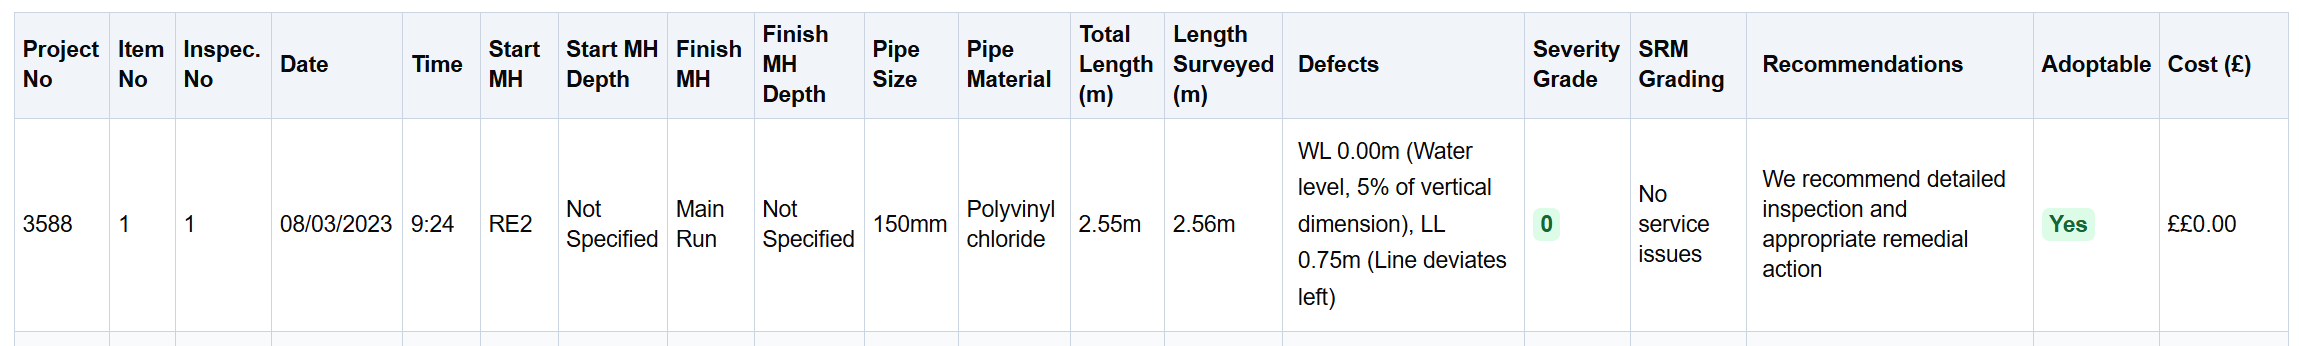 Project No
Item No
Inspec. No
Date
Time
Start MH
Start MH Depth
Finish MH
Finish MH Depth
Pipe Size
Pipe Material
Total Length (m)
Length Surveyed (m)
Defects
Severity Grade
SRM Grading
Recommendations
Adoptable
Cost (£)
3588
1
1
08/03/2023
9:24
RE2
Not
Specified
Main
Run
Not
Specified
150mm
Polyvinyl
chloride
2.55m
2.56m
WL 0.00m (Water
level, 5% of vertical
dimension), LL
0.75m (Line deviates
left)
0
No
service
issues
We recommend detailed
inspection and
appropriate remedial
action
Yes
££0.00